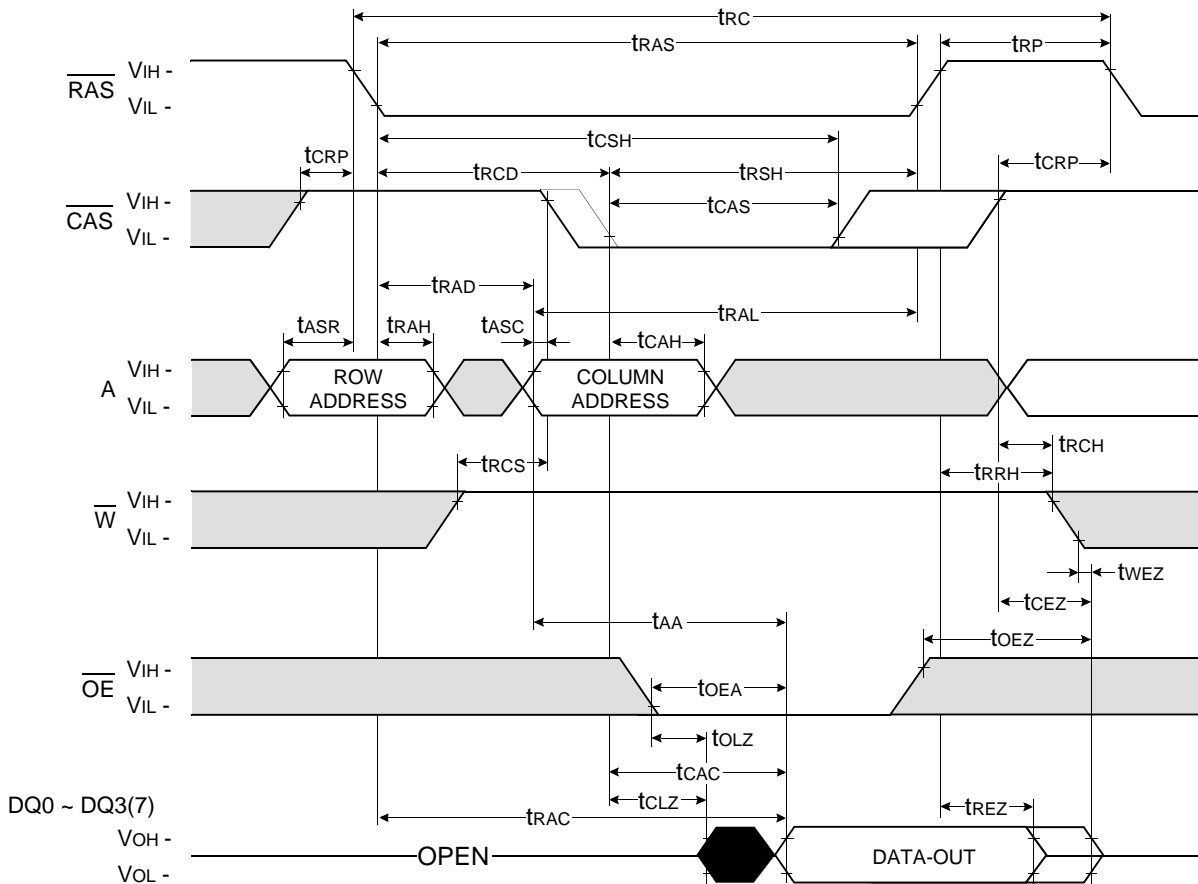 tRC
tRAS
tRP
RAS
VIH -
VIL -
tCSH
tCRP
tRCD
tRSH
tCRP
CAS
VIH -
VIL -
tCAS
tRAD
tRAL
tASR
tRAH
tASC
tCAH
A
VIH -
VIL -
ROW
ADDRESS
COLUMN
ADDRESS
tRCH
tRCS
tRRH
W
VIH -
VIL -
tWEZ
tCEZ
tAA
tOEZ
OE
VIH -
VIL -
tOEA
tOLZ
tCAC
DQ0 ~ DQ3(7)
tCLZ
tREZ
tRAC
VOH -
VOL -
OPEN
DATA-OUT